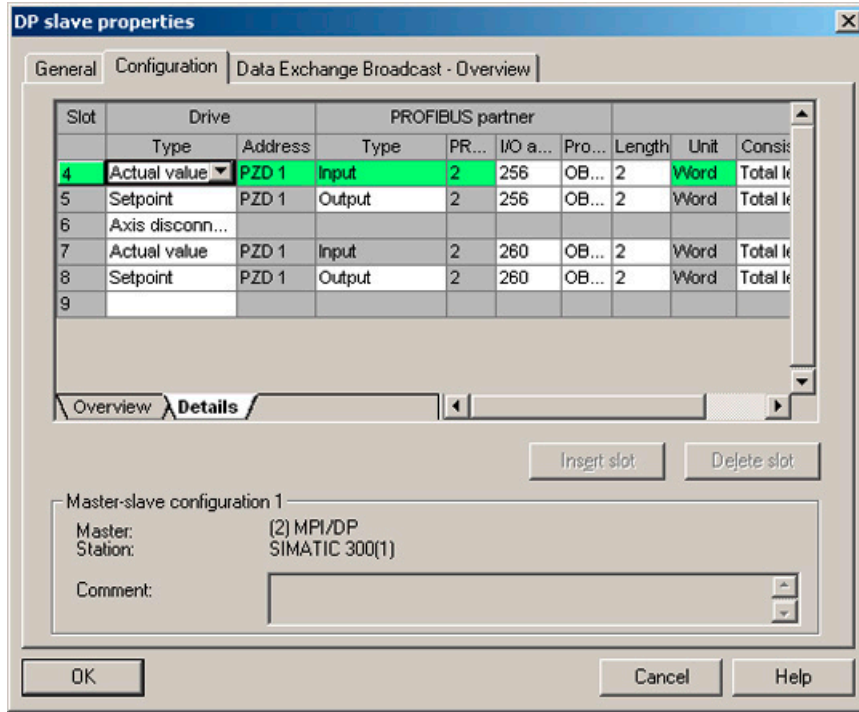 DP slave properties
General Configuration Data Exchange Broadcast - Overview
Slot Drive PROFIBUS partner
Type Address Type PR... I/O a... Pro... Length Unit Consis
4 Actual value PZD 1 Input 2 256 OB... 2 Word Total le
5 Setpoint PZD 1 Output 2 256 OB... 2 Word Total le
6 Axis disconn...
7 Actual value PZD 1 Input 2 260 OB... 2 Word Total le
8 Setpoint PZD 1 Output 2 260 OB... 2 Word Total le
9
Overview Details
Insert slot Delete slot
Master-slave configuration 1
Master: (2) MPI/DP
Station: SIMATIC 300(1)
Comment:
OK Cancel Help